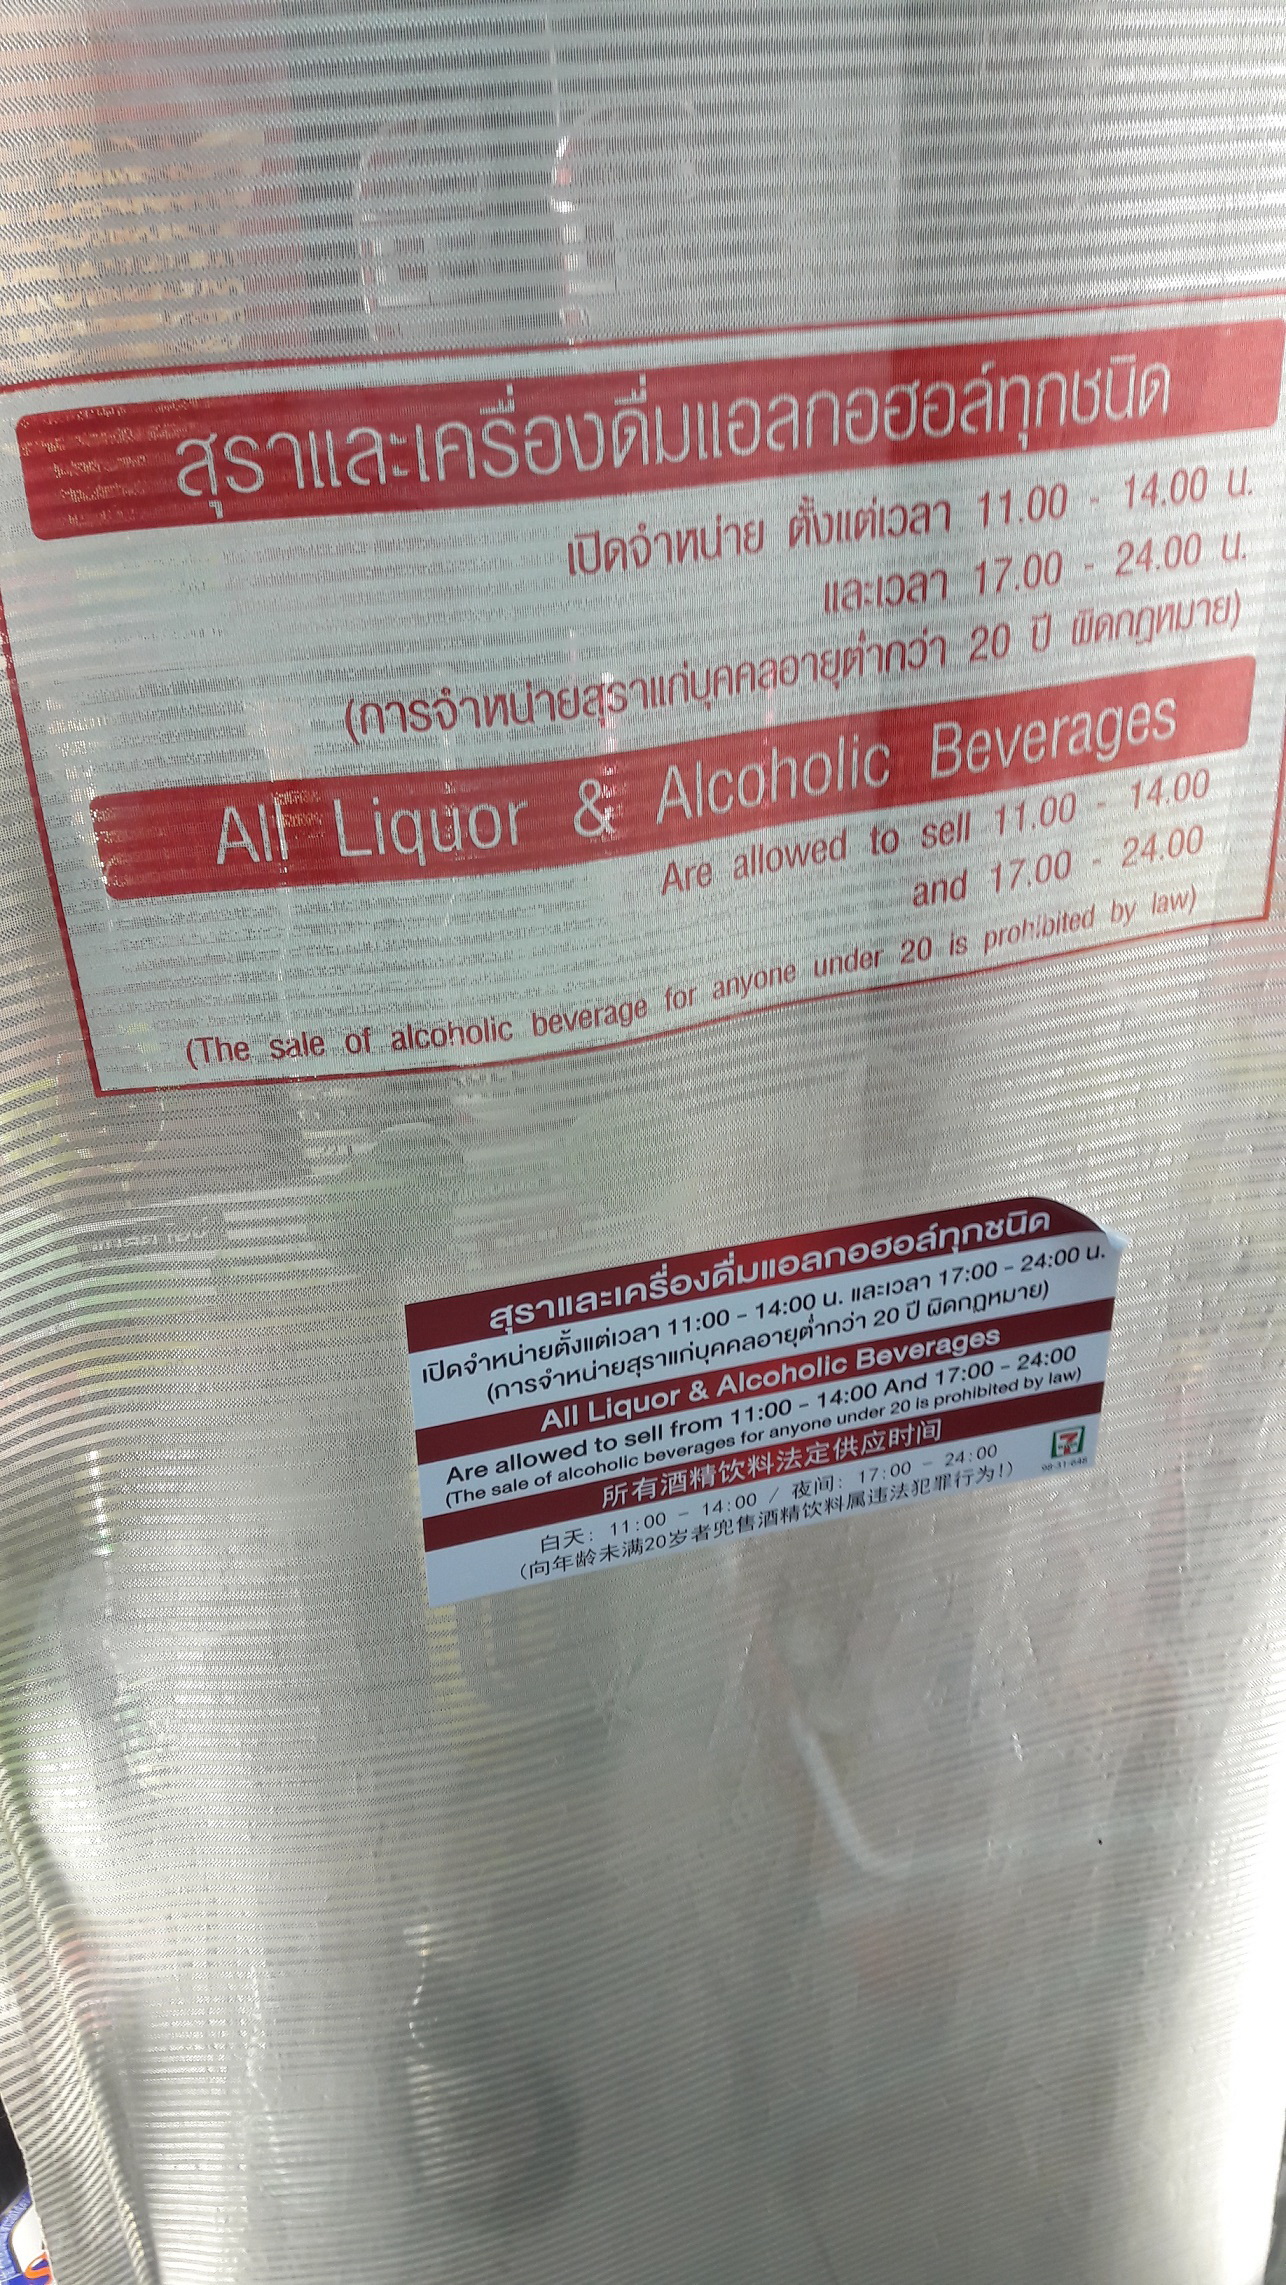 สุราและเครื่องดื่มแอลกอฮอล์ทุกชนิด
เปิดจำหน่าย ตั้งแต่เวลา 11.00 - 14.00 น.
และเวลา 17.00 - 24.00 น.
(การจำหน่ายสุราแก่บุคคลอายุต่ำกว่า 20 ปี ผิดกฎหมาย)
All Liquor & Alcoholic Beverages
Are allowed to sell 11.00 - 14.00
and 17.00 - 24.00
(The sale of alcoholic beverage for anyone under 20 is prohibited by law)
สุราและเครื่องดื่มแอลกอฮอล์ทุกชนิด
เปิดจำหน่ายตั้งแต่เวลา 11:00 - 14:00 น. และเวลา 17:00 - 24:00 น.
(การจำหน่ายสุราแก่บุคคลอายุต่ำกว่า 20 ปี ผิดกฎหมาย)
All Liquor & Alcoholic Beverages
Are allowed to sell from 11:00 - 14:00 And 17:00 - 24:00
(The sale of alcoholic beverages for anyone under 20 is prohibited by law)
所有酒精饮料法定供应时间
白天: 11:00 - 14:00 / 夜间: 17:00 - 24:00
(向年龄未满20岁者兜售酒精饮料属违法犯罪行为!)